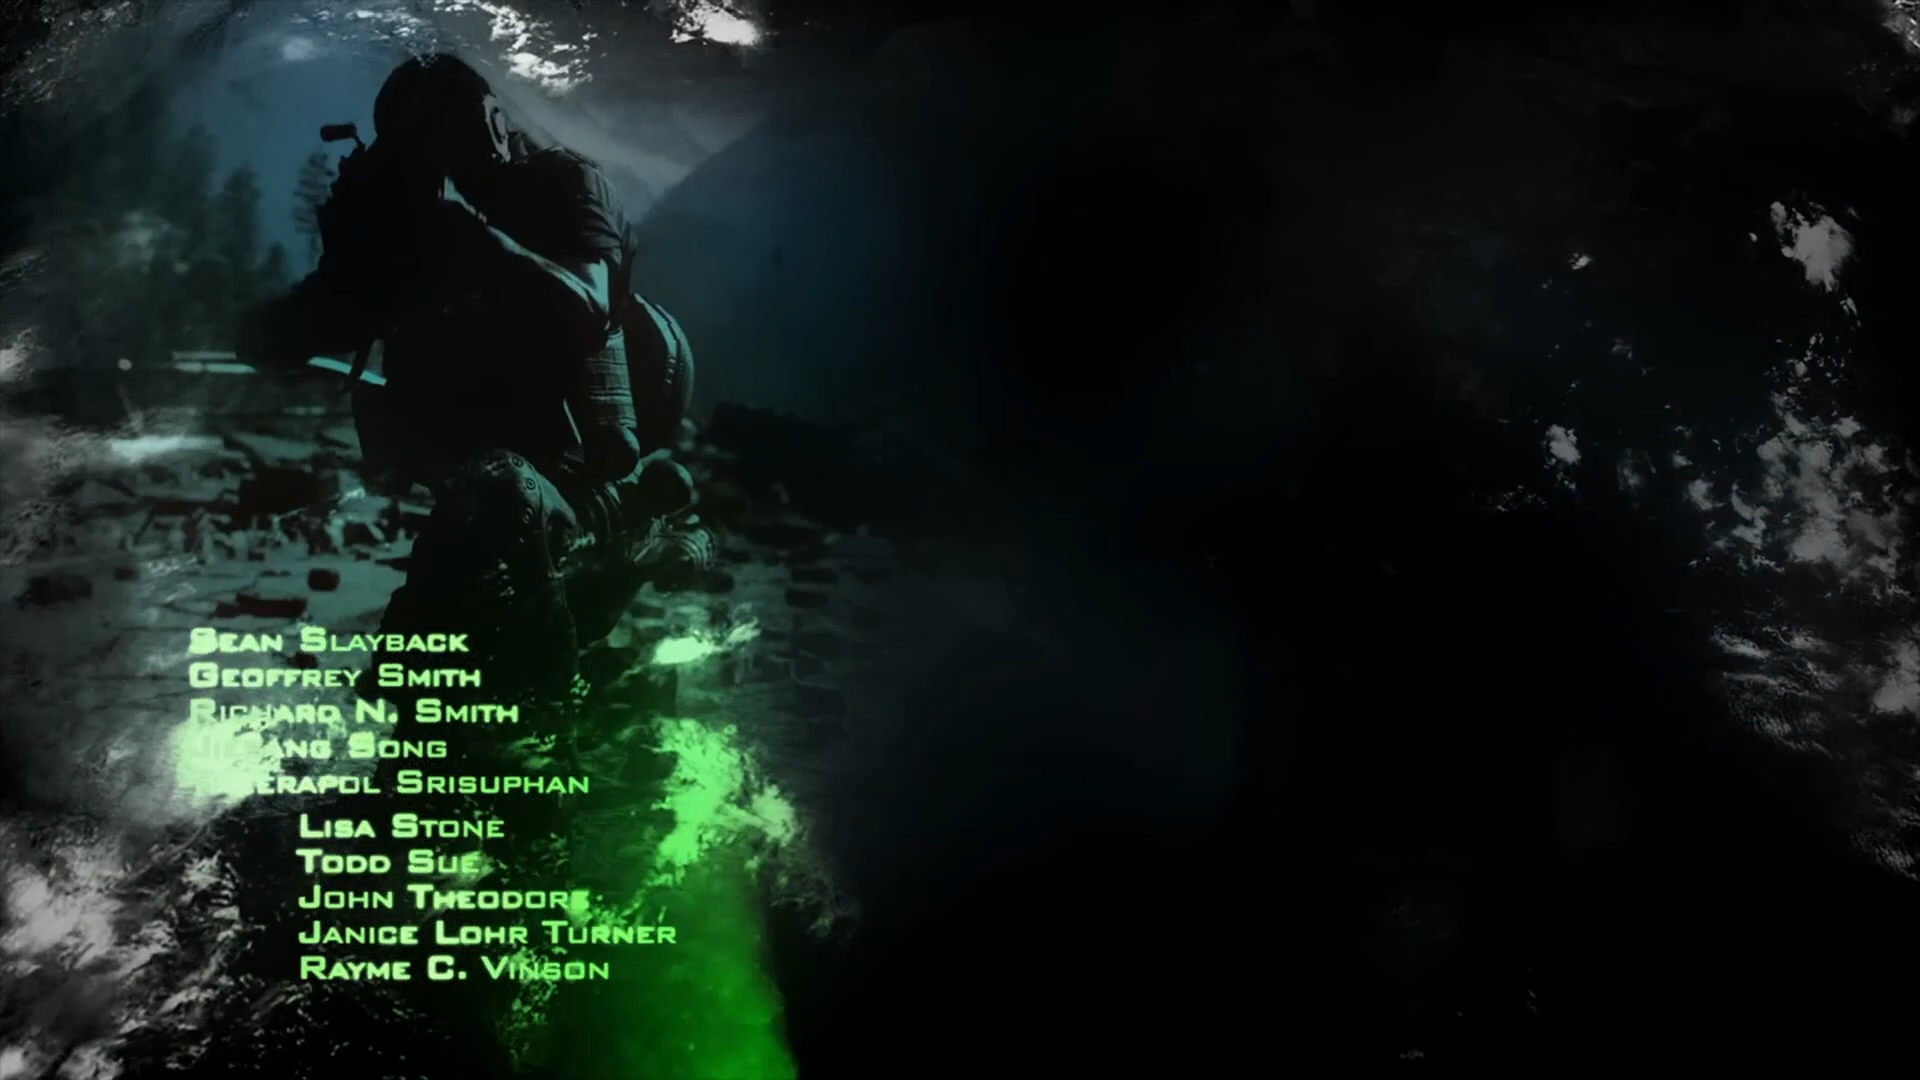 Sean Slayback
Geoffrey Smith
Richard N. Smith
Song
Srisuphan
Lisa Stone
Todd Sue
John Theodore
Janice Lohr Turner
Rayme C. Vinson